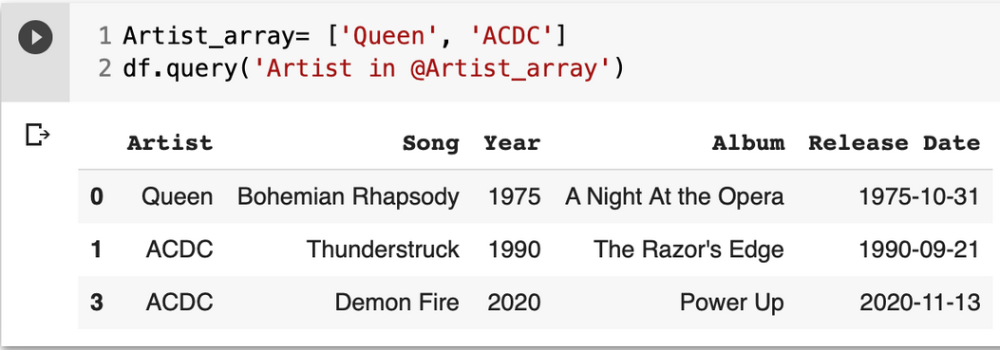 1 Artist_array= ['Queen', 'ACDC']
2 df.query('Artist in @Artist_array')
Artist Song Year Album Release Date
0 Queen Bohemian Rhapsody 1975 A Night At the Opera 1975-10-31
1 ACDC Thunderstruck 1990 The Razor's Edge 1990-09-21
3 ACDC Demon Fire 2020 Power Up 2020-11-13